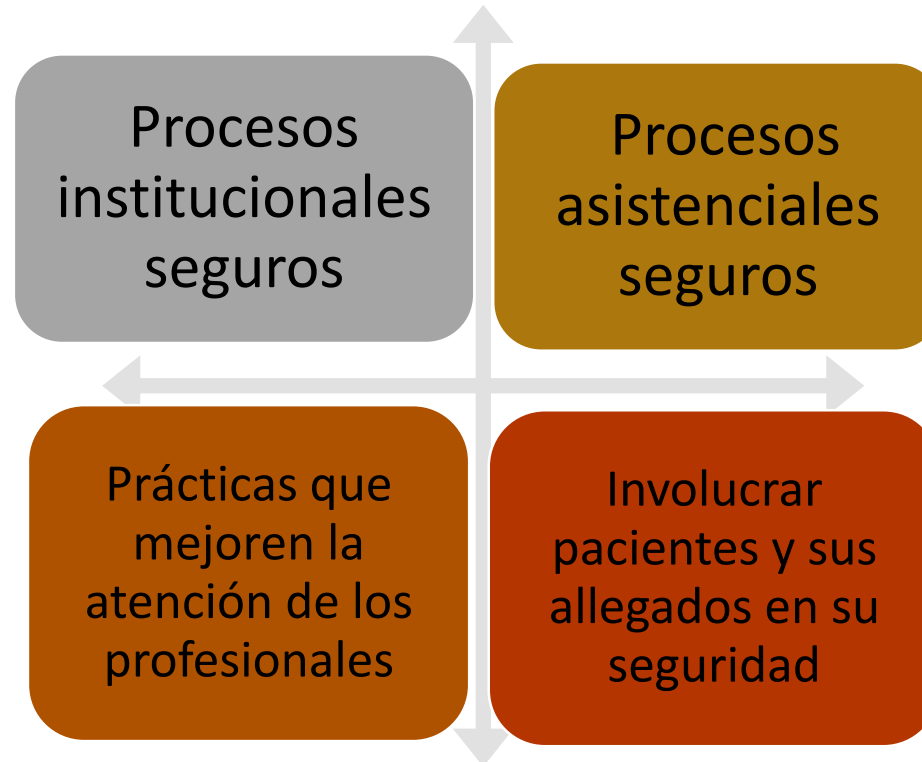 Procesos
institucionales
seguros
Procesos
asistenciales
seguros
Prácticas que
mejoren la
atención de los
profesionales
Involucrar
pacientes y sus
allegados en su
seguridad